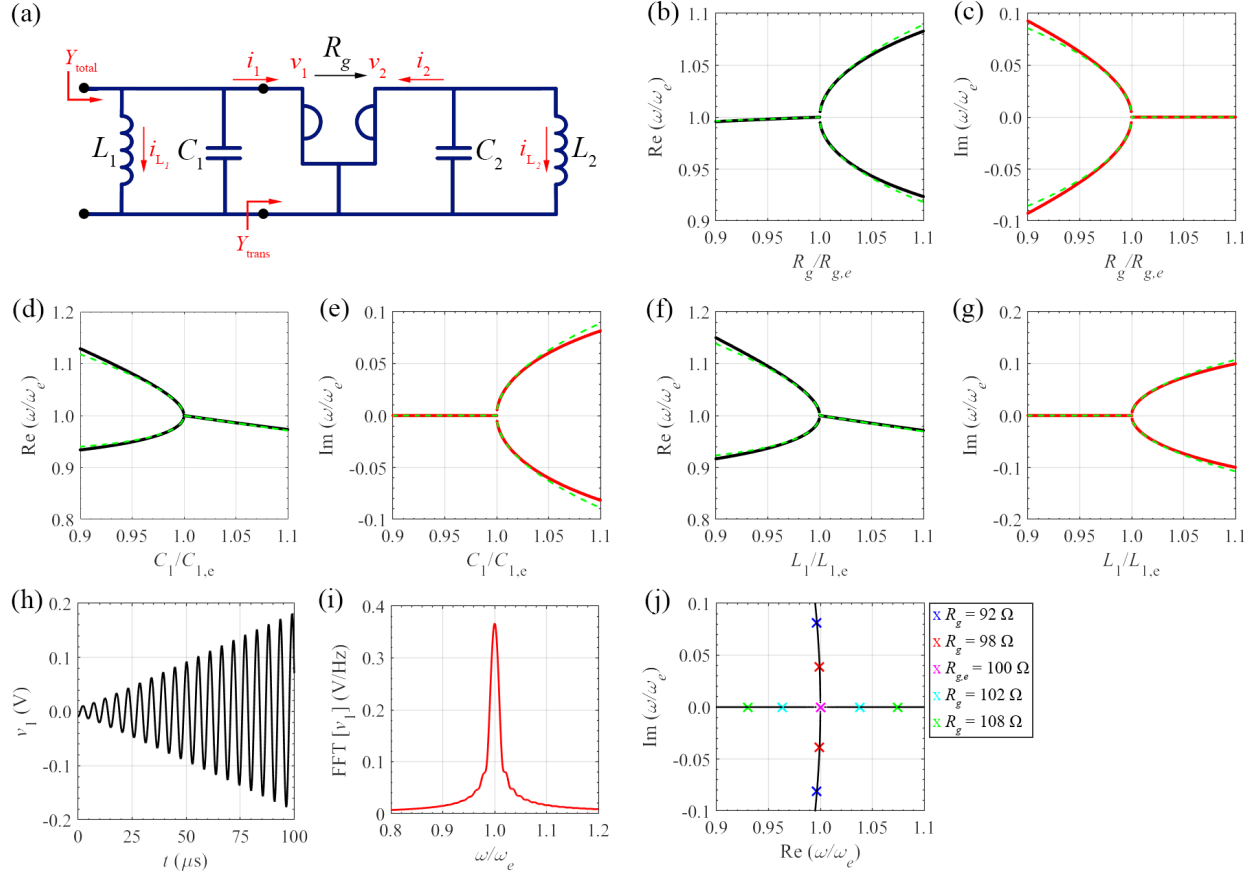 (a)
Y_total
i_1
v_1
R_g
v_2
i_2
L_1
i_L1
C_1
C_2
i_L2
L_2
Y_trans
(b)
Re (ω/ω_e)
1.1
1.05
1.0
0.95
0.9
0.9 0.95 1.0 1.05 1.1
R_g/R_g,e
(c)
Im (ω/ω_e)
0.1
0.05
0.0
-0.05
-0.1
0.9 0.95 1.0 1.05 1.1
R_g/R_g,e
(d)
Re (ω/ω_e)
1.2
1.1
1.0
0.9
0.8
0.9 0.95 1.0 1.05 1.1
C_1/C_1,e
(e)
Im (ω/ω_e)
0.1
0.05
0.0
-0.05
-0.1
0.9 0.95 1.0 1.05 1.1
C_1/C_1,e
(f)
Re (ω/ω_e)
1.2
1.1
1.0
0.9
0.8
0.9 0.95 1.0 1.05 1.1
L_1/L_1,e
(g)
Im (ω/ω_e)
0.2
0.1
0.0
-0.1
-0.2
0.9 0.95 1.0 1.05 1.1
L_1/L_1,e
(h)
v_1 (V)
0.2
0.1
0.0
-0.1
-0.2
0 25 50 75 100
t (μs)
(i)
FFT [v_1] (V/Hz)
0.4
0.3
0.2
0.1
0
0.8 0.9 1.0 1.1 1.2
ω/ω_e
(j)
Im (ω/ω_e)
0.1
0.05
0.0
-0.05
-0.1
0.9 0.95 1.0 1.05 1.1
Re (ω/ω_e)
x R_g = 92 Ω
x R_g = 98 Ω
x R_g,e = 100 Ω
x R_g = 102 Ω
x R_g = 108 Ω